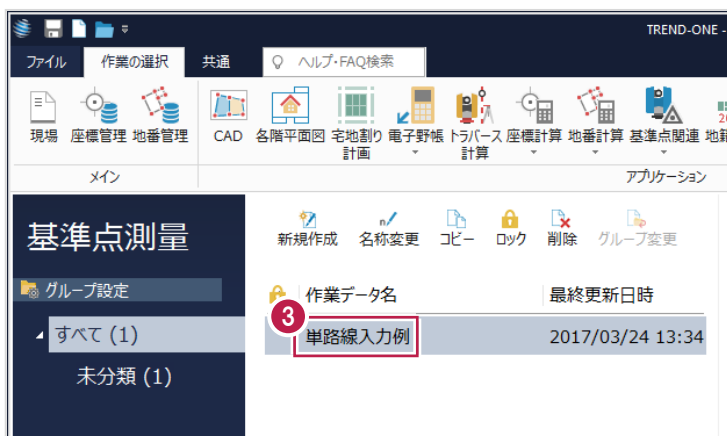 TREND-ONE -
ファイル 作業の選択 共通 ヘルプ・FAQ検索
現場 座標管理 地番管理 CAD 各階平面図 宅地割り計画 電子野帳 トラバース計算 座標計算 地番計算 基準点関連 地籍
メイン アプリケーション
基準点測量
新規作成 名称変更 コピー ロック 削除 グループ変更
グループ設定
作業データ名 最終更新日時
3
すべて (1) 単路線入力例 2017/03/24 13:34
未分類 (1)